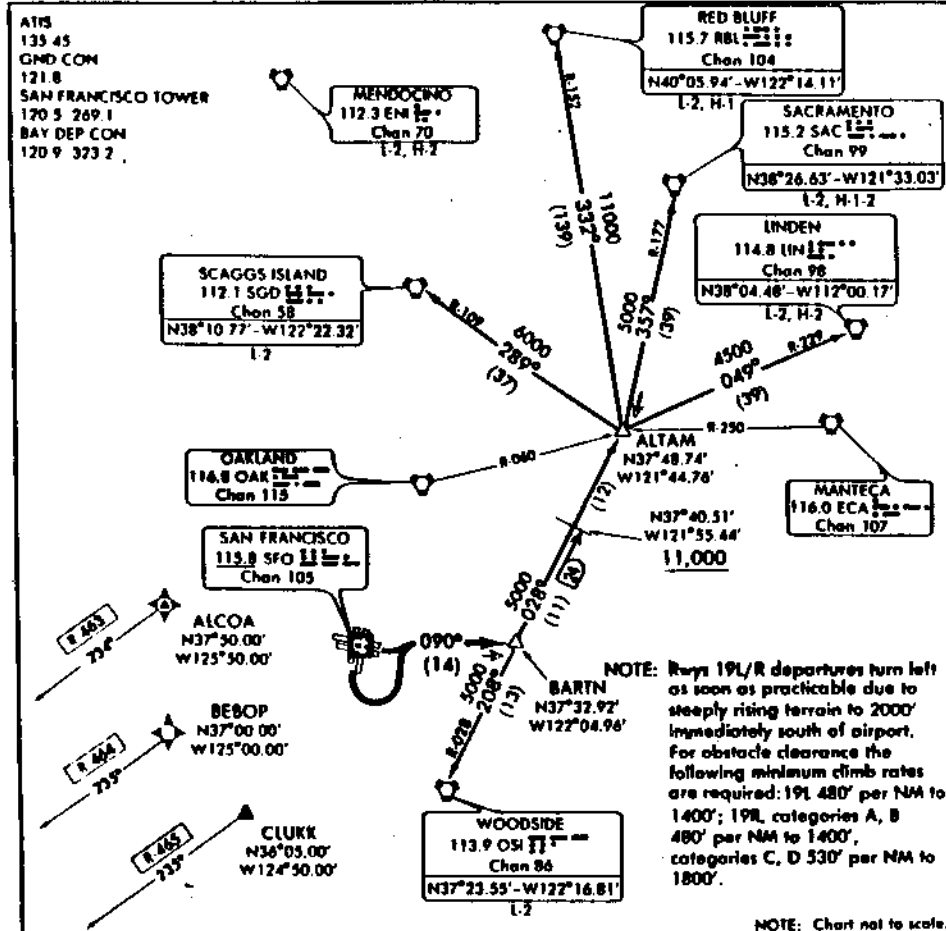 ATIS
135 45
GND CON
121.8
SAN FRANCISCO TOWER
120 5 269.1
BAY DEP CON
120 9 323 2
MENDOCINO
112.3 ENI
Chan 70
L-2, H-2
RED BLUFF
115.7 RBL
Chan 104
N40°05.94'-W122°14.11'
L-2, H-1
SACRAMENTO
115.2 SAC
Chan 99
N38°26.63'-W121°33.03'
L-2, H-1-2
LINDEN
114.8 LIN
Chan 98
N38°04.48'-W112°00.17'
L-2, H-2
SCAGGS ISLAND
112.1 SGD
Chan 58
N38°10 77'-W122°22.32'
L-2
R-152
11000
332°
(139)
R-177
5000
357°
(39)
R-109
6000
289°
(37)
4500
R-229
049°
(39)
ALTAM
N37°48.74'
W121°44.76'
R-250
OAKLAND
116.8 OAK
Chan 115
R-060
MANTECA
116.0 ECA
Chan 107
(12)
N37°40.51'
W121°55.44'
11,000
SAN FRANCISCO
115.8 SFO
Chan 105
5000
028°
(11)
24
090°
(14)
BARTN
N37°32.92'
W122°04.96'
5000
208°
(13)
R-028
WOODSIDE
113.9 OSI
Chan 86
N37°23.55'-W122°16.81'
L-2
ALCOA
N37°50.00'
W125°50.00'
R 463
234°
BEBOP
N37°00 00'
W125°00.00'
R 464
235°
CLUKK
N36°05.00'
W124°50.00'
R 465
235°
NOTE: Rwys 19L/R departures turn left
as soon as practicable due to
steeply rising terrain to 2000'
immediately south of airport.
For obstacle clearance the
following minimum climb rates
are required: 19L 480' per NM to
1400'; 19R, categories A, B
480' per NM to 1400',
categories C, D 530' per NM to
1800'.
NOTE: Chart not to scale.